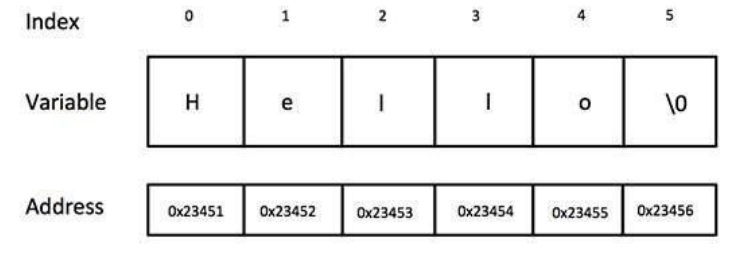 Index 0 1 2 3 4 5
Variable H e l l o \0
Address 0x23451 0x23452 0x23453 0x23454 0x23455 0x23456